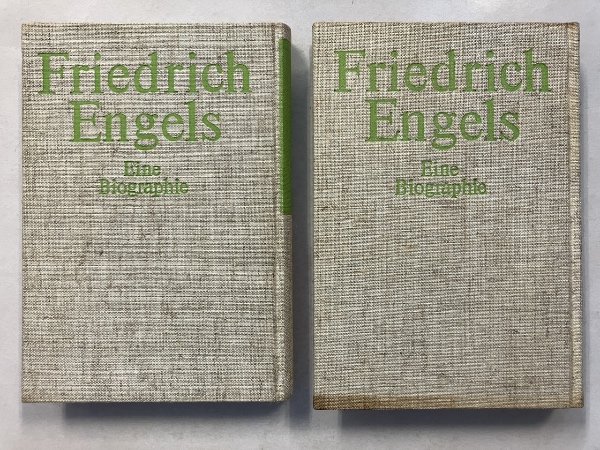 Friedrich
Engels
Eine
Biographie
Friedrich
Engels
Eine
Biographie